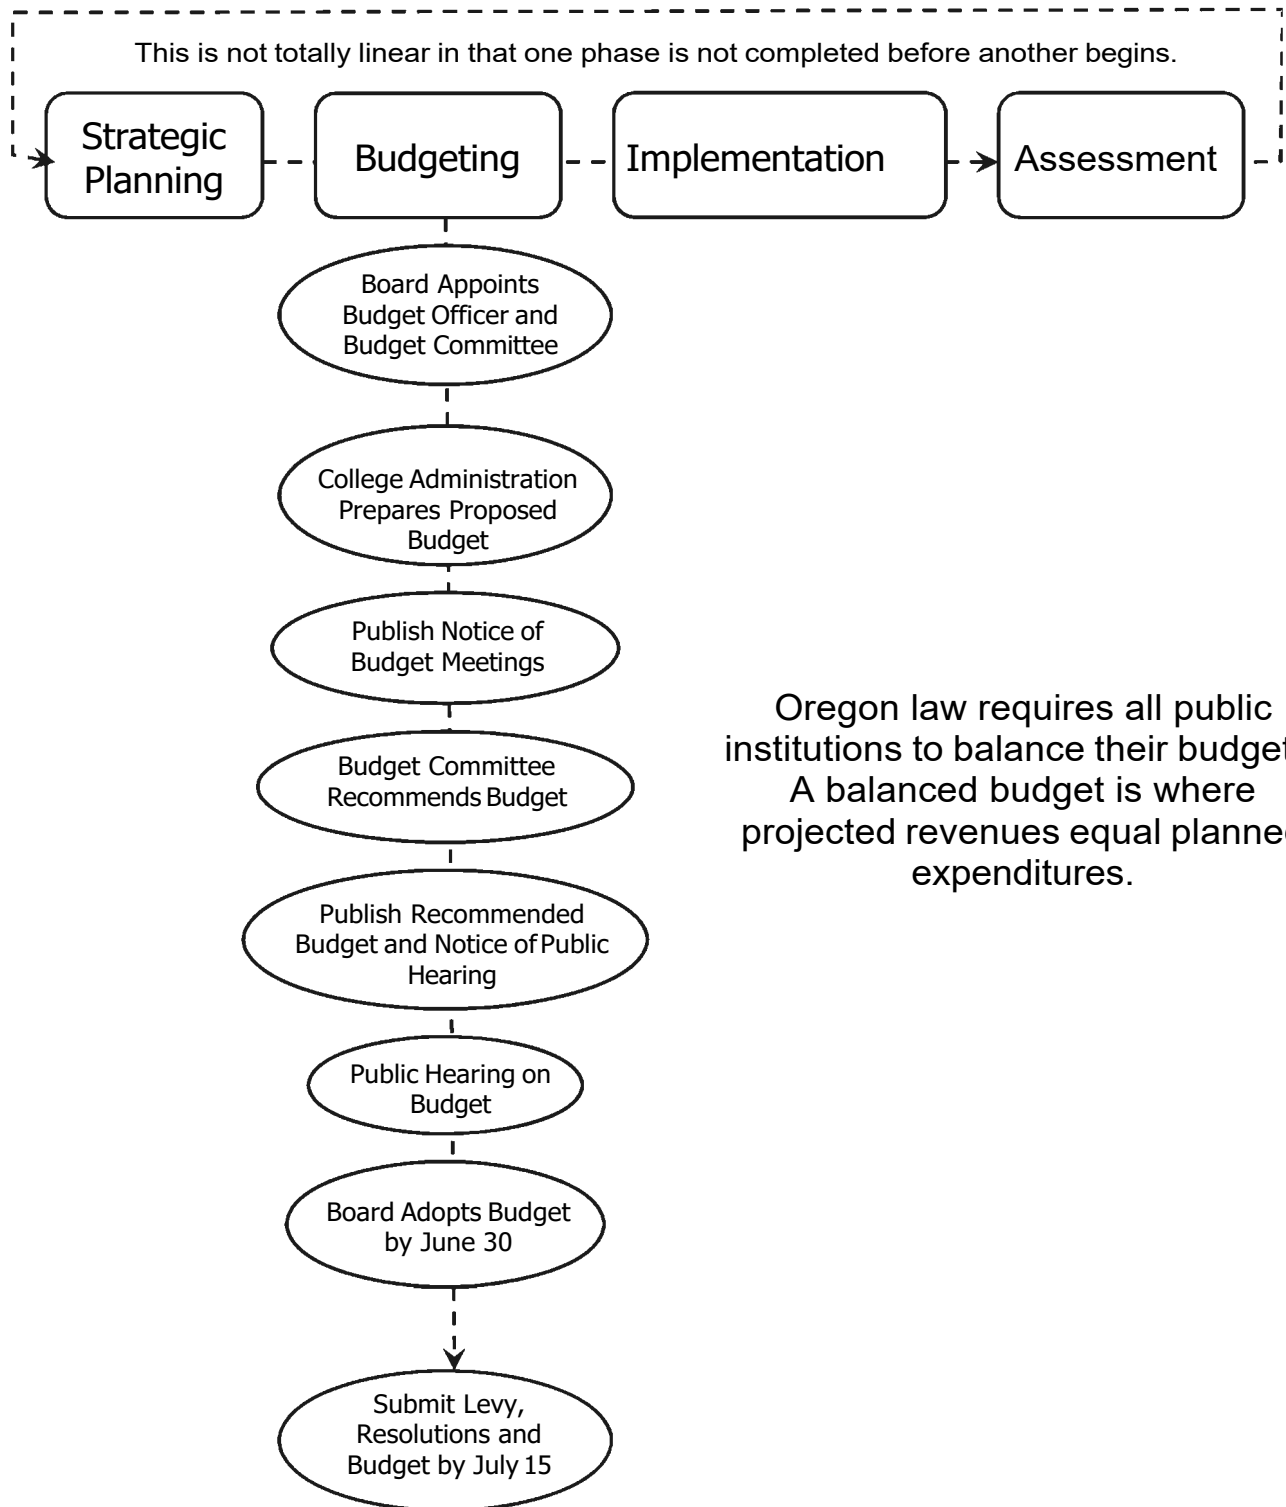 This is not totally linear in that one phase is not completed before another begins.
Strategic
Planning
Budgeting
Implementation
Assessment
Board Appoints
Budget Officer and
Budget Committee
College Administration
Prepares Proposed
Budget
Publish Notice of
Budget Meetings
Budget Committee
Recommends Budget
Publish Recommended
Budget and Notice of Public
Hearing
Public Hearing on
Budget
Board Adopts Budget
by June 30
Submit Levy,
Resolutions and
Budget by July 15
Oregon law requires all public
institutions to balance their budget
A balanced budget is where
projected revenues equal planne
expenditures.